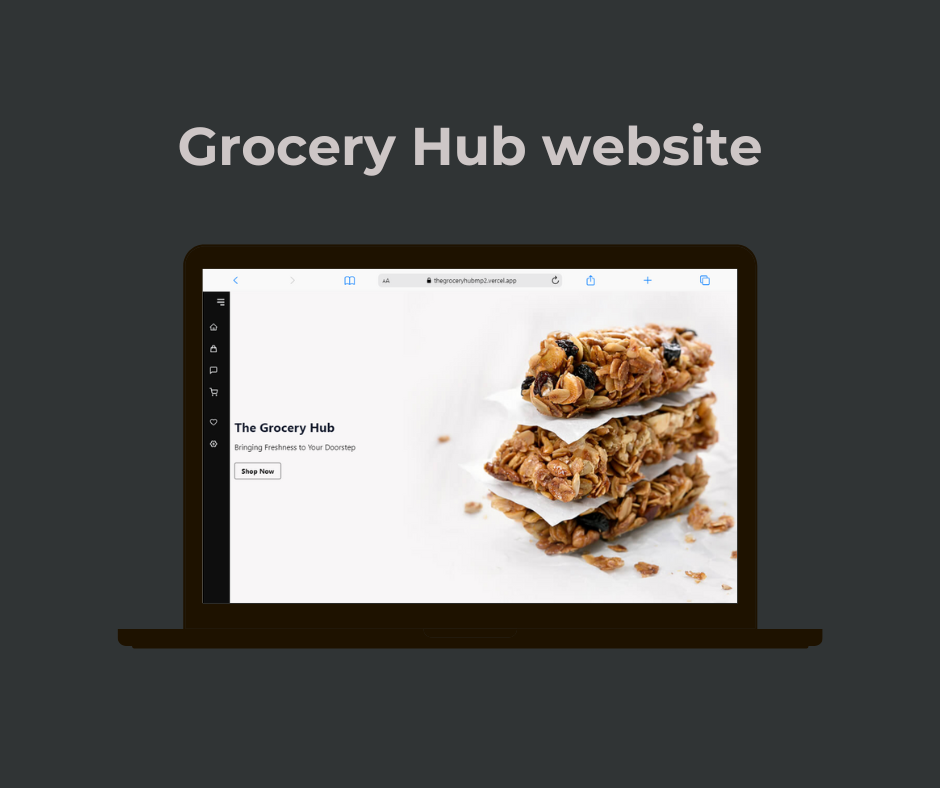 Grocery Hub website
AA thegroceryhubmp2.vercel.app
The Grocery Hub
Bringing Freshness to Your Doorstep
Shop Now